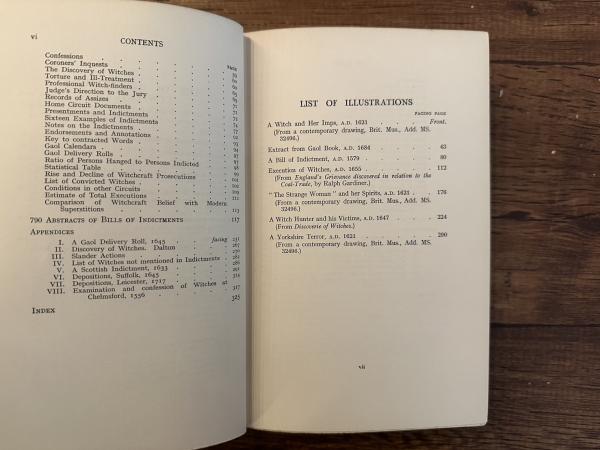 vi
CONTENTS
PAGE
Confessions
Coroners' Inquests
The Discovery of Witches
Torture and Ill-Treatment
Professional Witch-finders
Judge's Direction to the Jury
Records of Assizes
Home Circuit Documents
Presentments and Indictments
Sixteen Examples of Indictments
Notes on the Indictments
Endorsements and Annotations
Key to contracted Words
Gaol Calendars
Gaol Delivery Rolls
Ratio of Persons Hanged to Persons Indicted
Statistical Table
Rise and Decline of Witchcraft Prosecutions
List of Convicted Witches
Conditions in other Circuits
Estimate of Total Executions
Comparison of Witchcraft Belief with Modern
Superstitions . 113
790 Abstracts of Bills of Indictments . 117
Appendices
I. A Gaol Delivery Roll, 1645 . facing 231
II. Discovery of Witches. Dalton . 267
III. Slander Actions
IV. List of Witches not mentioned in Indictments
V. A Scottish Indictment, 1633 . 286
VI. Depositions, Suffolk, 1645 . 291
VII. Depositions, Leicester, 1717
VIII. Examination and confession of Witches at 317
Chelmsford, 1556 . 325
Index
LIST OF ILLUSTRATIONS
FACING PAGE
A Witch and Her Imps, A.D. 1621 . Front.
(From a contemporary drawing, Brit. Mus., Add. MS.
32496.)
Extract from Gaol Book, A.D. 1684 . 63
A Bill of Indictment, A.D. 1579 . 80
Execution of Witches, A.D. 1655 . 112
(From England's Grievance discovered in relation to the
Coal-Trade, by Ralph Gardiner.)
"The Strange Woman" and her Spirits, A.D. 1621 . 176
(From a contemporary drawing, Brit. Mus., Add. MS.
32496.)
A Witch Hunter and his Victims, A.D. 1647 . 224
(From Discoverie of Witches.)
A Yorkshire Terror, A.D. 1621 . 290
(From a contemporary drawing, Brit. Mus., Add. MS.
32496.)
vii